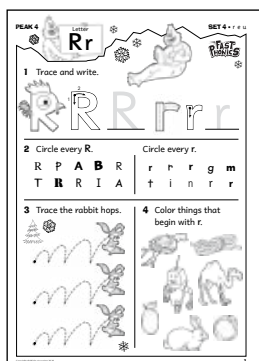 PEAK 4
Letter
Rr
SET 4 • r e u
FAST PHONICS
1 Trace and write.
R R R r r r
2 Circle every R.
R P A B R
T R R I A
Circle every r.
r r r g m
t i n r r
3 Trace the rabbit hops.
4 Color things that
begin with r.